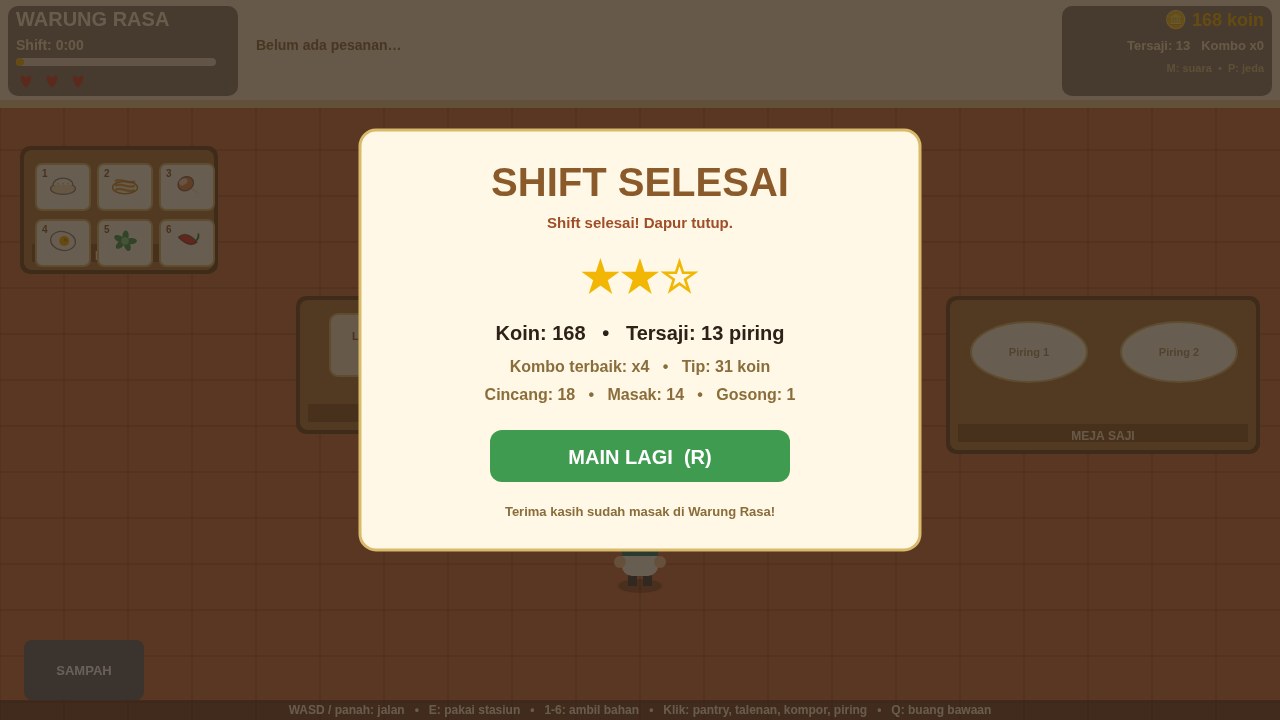 WARUNG RASA
Shift: 0:00
Belum ada pesanan…
168 koin
Tersaji: 13 Kombo x0
M: suara • P: jeda
1 2 3
4 5 6
SHIFT SELESAI
Shift selesai! Dapur tutup.
Koin: 168 • Tersaji: 13 piring
Kombo terbaik: x4 • Tip: 31 koin
Cincang: 18 • Masak: 14 • Gosong: 1
MAIN LAGI (R)
Terima kasih sudah masak di Warung Rasa!
Piring 1
Piring 2
MEJA SAJI
SAMPAH
WASD / panah: jalan • E: pakai stasiun • 1-6: ambil bahan • Klik: pantry, talenan, kompor, piring • Q: buang bawaan